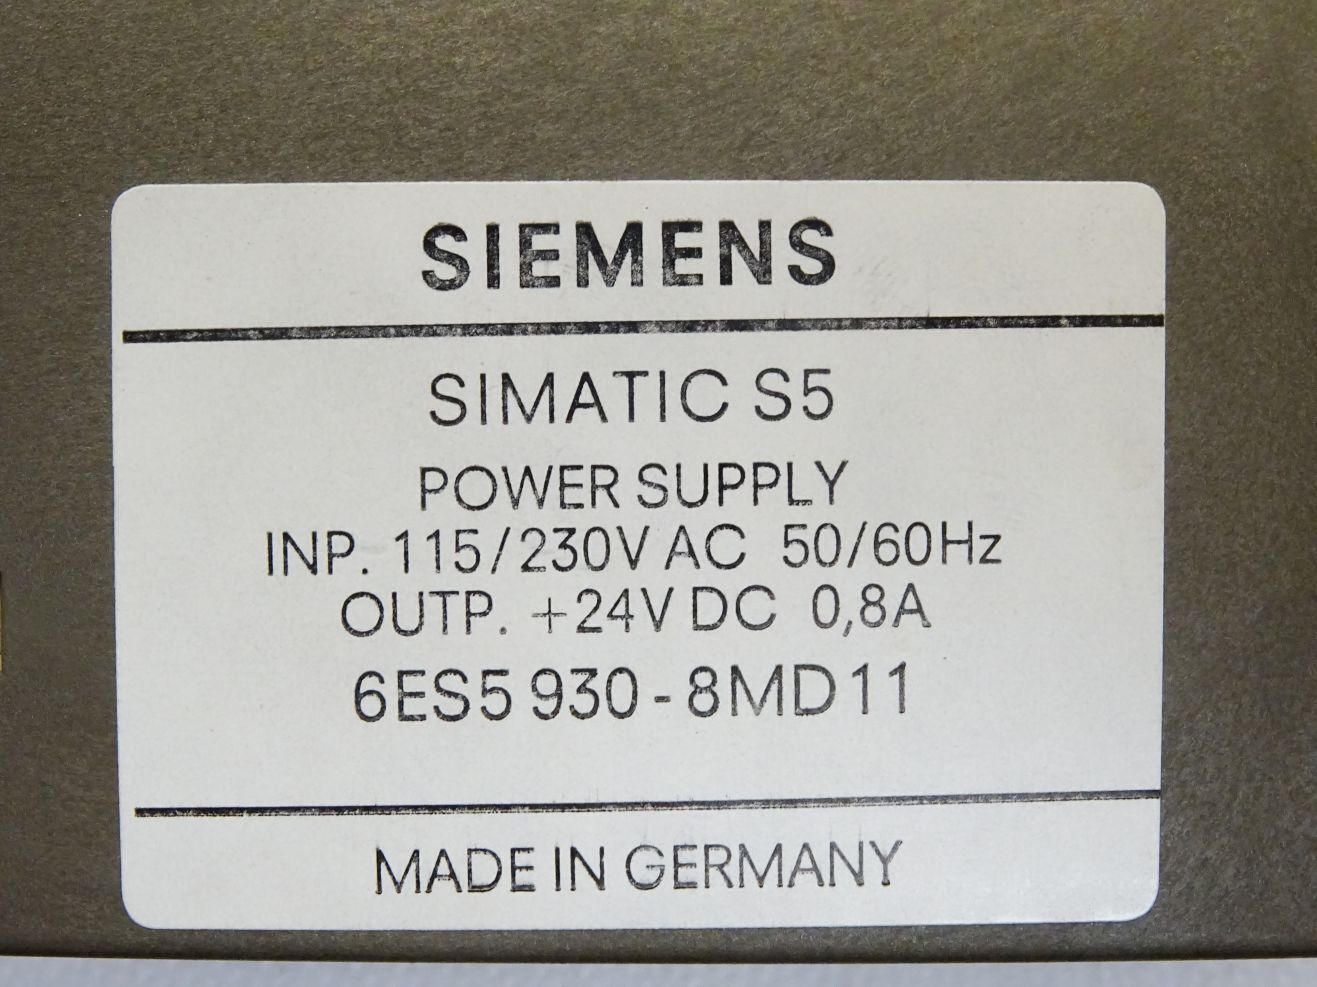 SIEMENS
SIMATIC S5
POWER SUPPLY
INP. 115/230V AC 50/60Hz
OUTP. +24V DC 0,8A
6ES5 930-8MD11
MADE IN GERMANY